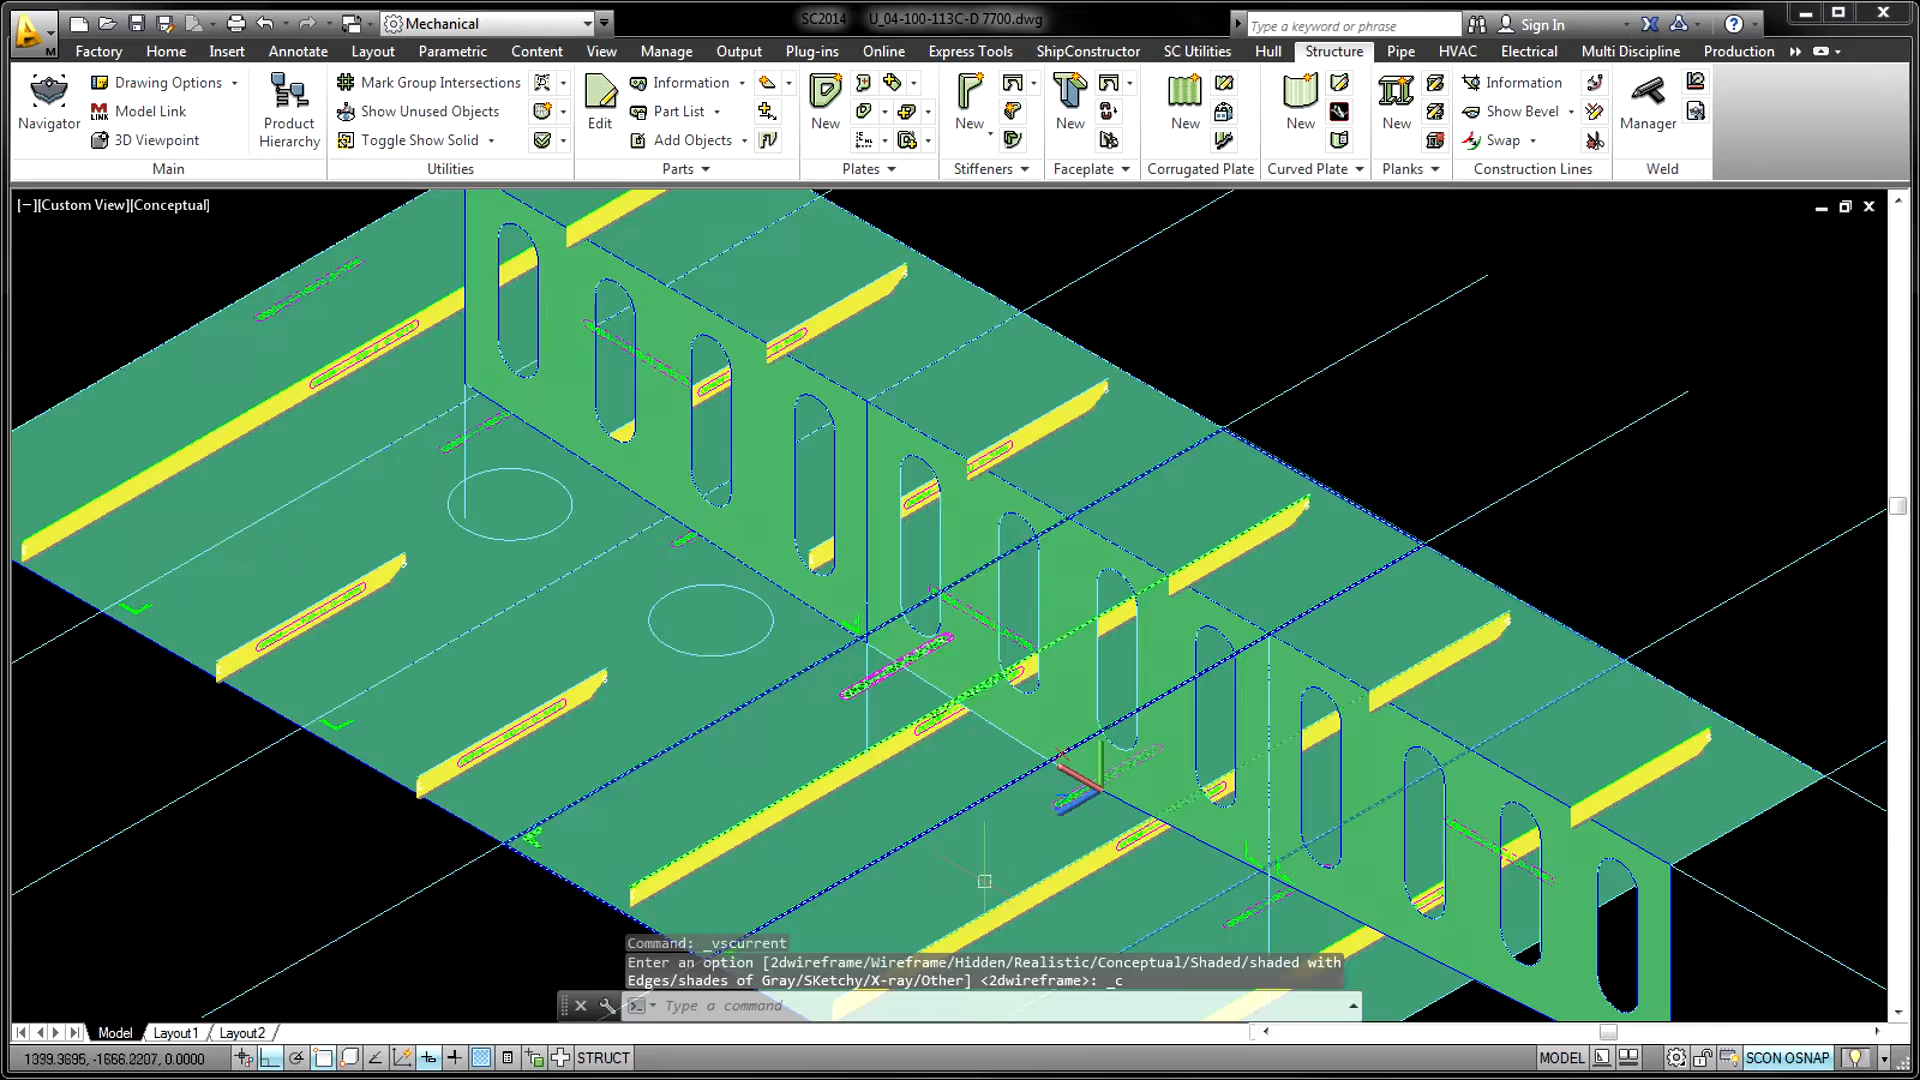 SC2014 U_04-100-113C-D 7700.dwg
Mechanical
Type a keyword or phrase
Sign In
M
Factory Home Insert Annotate Layout Parametric Content View Manage Output Plug-ins Online Express Tools ShipConstructor SC Utilities Hull Structure Pipe HVAC Electrical Multi Discipline Production
Navigator
Drawing Options
MODEL LINK Model Link
3D Viewpoint
Product Hierarchy
Mark Group Intersections
Show Unused Objects
Toggle Show Solid
Edit
Information
Part List
Add Objects
New
New
New
New
New
New
Information
Show Bevel
Swap
Manager
Main Utilities Parts Plates Stiffeners Faceplate Corrugated Plate Curved Plate Planks Construction Lines Weld
[−][Custom View][Conceptual]
Command: _vscurrent
Enter an option [2dwireframe/Wireframe/Hidden/Realistic/Conceptual/Shaded/shaded with
Edges/shades of Gray/SKetchy/X-ray/Other] <2dwireframe>: _c
Type a command
Model Layout1 Layout2
1339.3695, -1666.2207, 0.0000
STRUCT
MODEL
SCON OSNAP